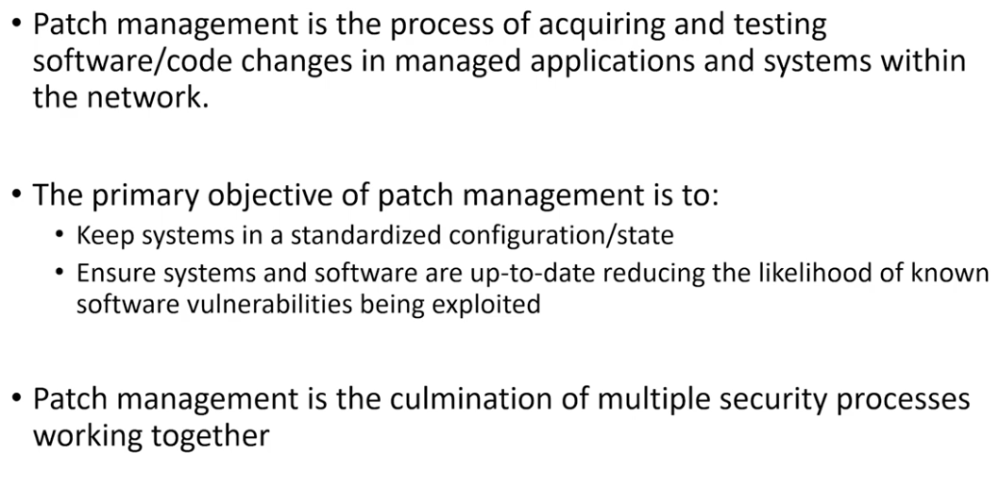 • Patch management is the process of acquiring and testing
software/code changes in managed applications and systems within
the network.
• The primary objective of patch management is to:
• Keep systems in a standardized configuration/state
• Ensure systems and software are up-to-date reducing the likelihood of known
software vulnerabilities being exploited
• Patch management is the culmination of multiple security processes
working together